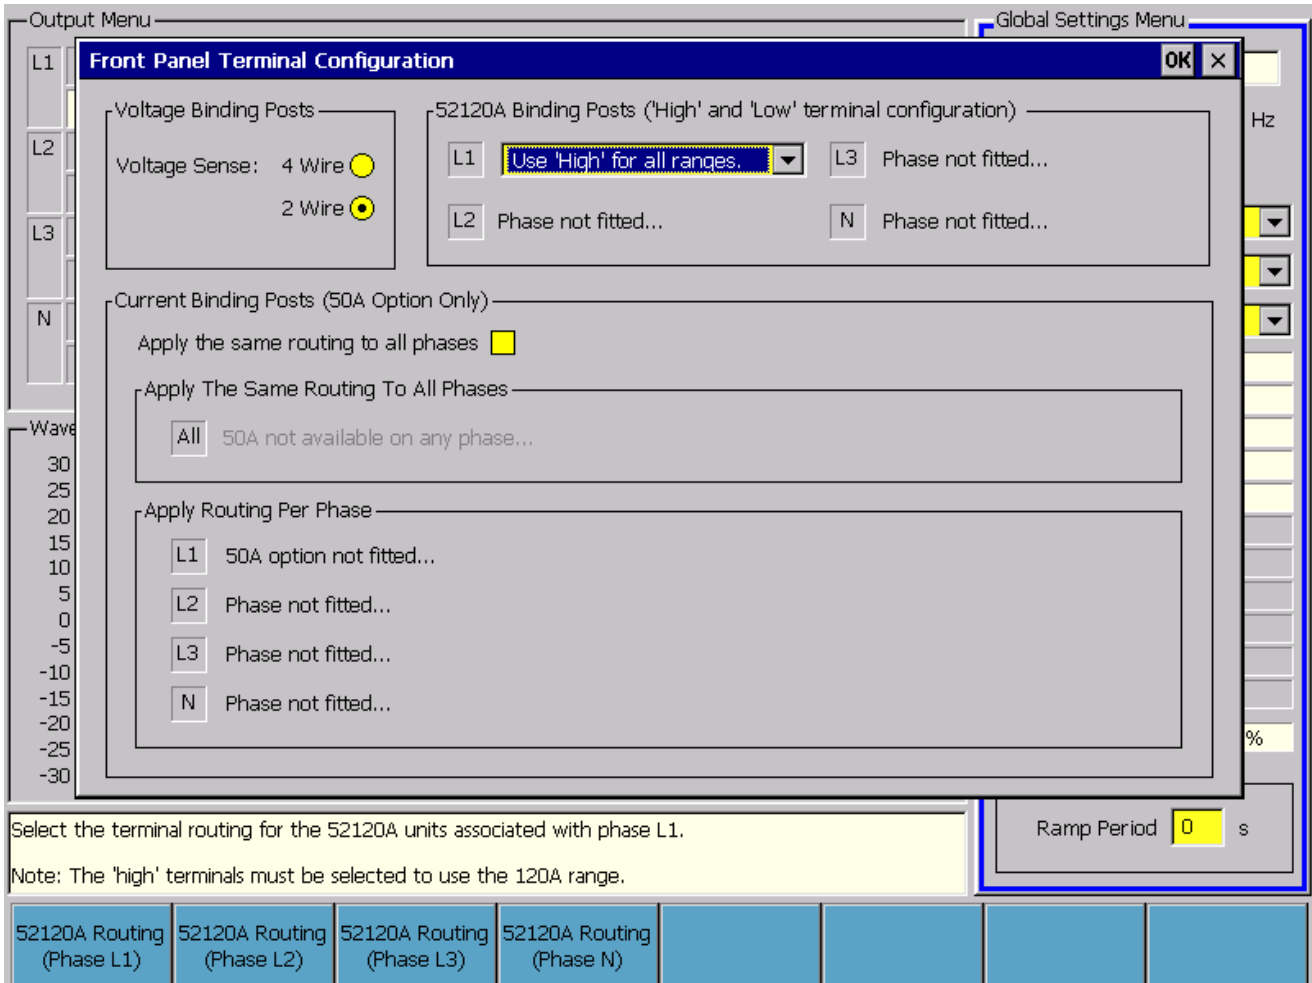 Output Menu
Global Settings Menu
Front Panel Terminal Configuration
OK
L1
L2
L3
N
Hz
Voltage Binding Posts
Voltage Sense: 4 Wire
2 Wire
52120A Binding Posts ('High' and 'Low' terminal configuration)
L1 Use 'High' for all ranges.
L3 Phase not fitted...
L2 Phase not fitted...
N Phase not fitted...
Current Binding Posts (50A Option Only)
Apply the same routing to all phases
Apply The Same Routing To All Phases
All 50A not available on any phase...
Apply Routing Per Phase
L1 50A option not fitted...
L2 Phase not fitted...
L3 Phase not fitted...
N Phase not fitted...
Wave
30
25
20
15
10
5
0
-5
-10
-15
-20
-25
-30
%
Ramp Period 0 s
Select the terminal routing for the 52120A units associated with phase L1.
Note: The 'high' terminals must be selected to use the 120A range.
52120A Routing
(Phase L1)
52120A Routing
(Phase L2)
52120A Routing
(Phase L3)
52120A Routing
(Phase N)